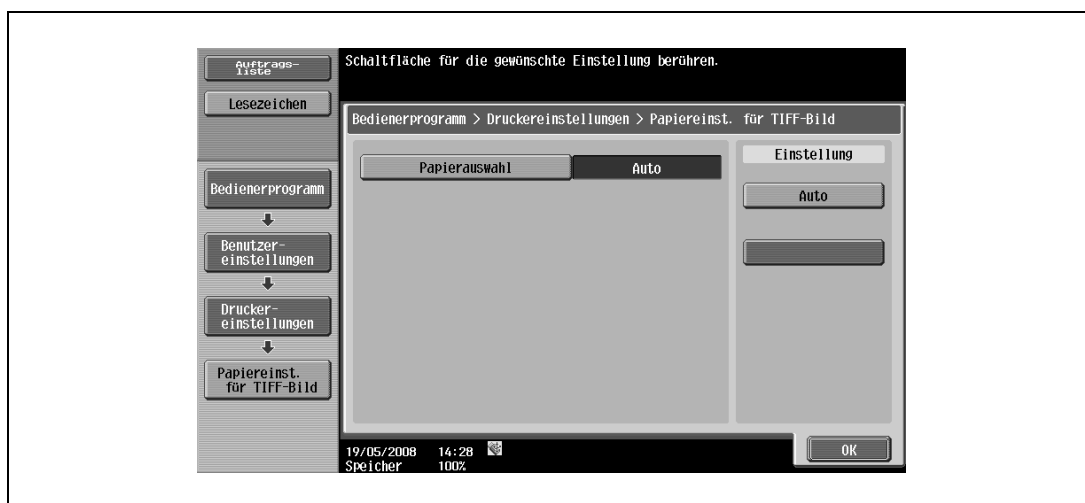 Auftrags-
liste
Lesezeichen
Bedienerprogramm
Benutzer-
einstellungen
Drucker-
einstellungen
Papiereinst.
für TIFF-Bild
Schaltfläche für die gewünschte Einstellung berühren.
Bedienerprogramm > Druckereinstellungen > Papiereinst. für TIFF-Bild
Papierauswahl Auto
Einstellung
Auto
19/05/2008 14:28
Speicher 100%
OK